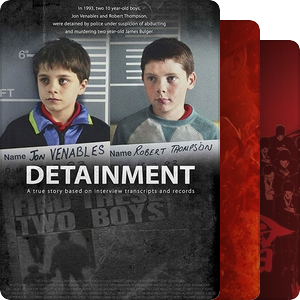 In 1993, two 10 year-old boys,
Jon Venables and Robert Thompson,
were detained by police under suspicion of abducting
and murdering two year-old James Bulger.
6
FT
Name JON VENABLES Name ROBERT THOMPSON
DETAINMENT
A true story based on interview transcripts and records
TWO BOYS